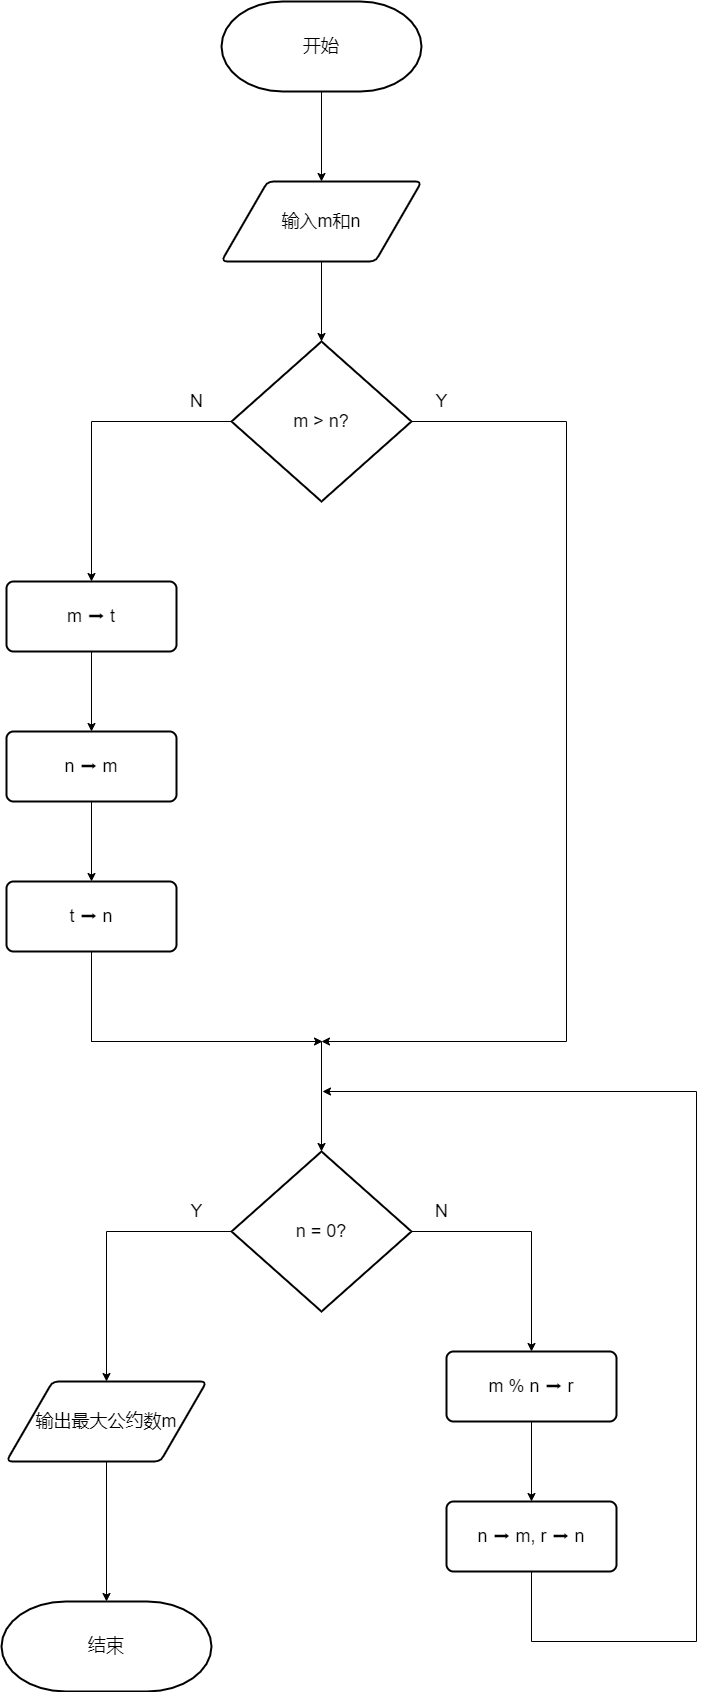 开始
输入m和n
m > n?
N
Y
m ➞ t
n ➞ m
t ➞ n
n = 0?
Y
N
输出最大公约数m
m % n ➞ r
n ➞ m, r ➞ n
结束